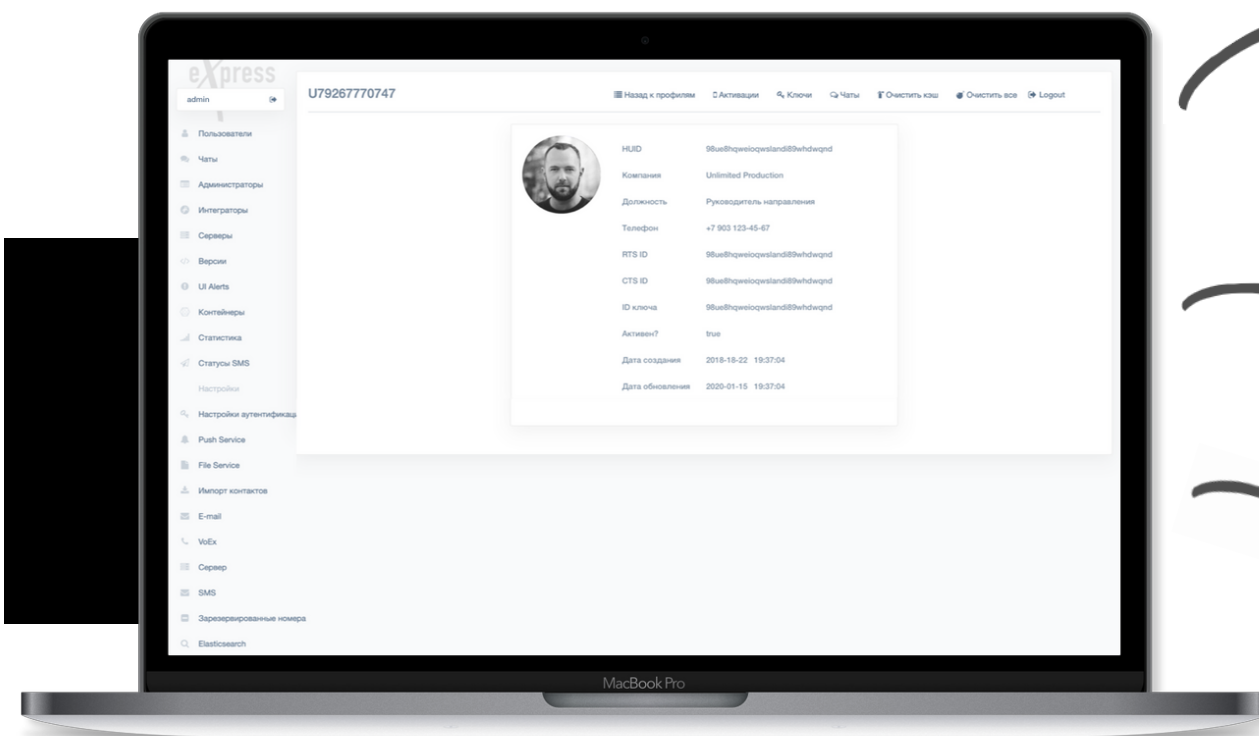 eXpress
admin
U79267770747
Назад к профилям Активации Ключи Чаты Очистить кэш Очистить все Logout
Пользователи
Чаты
Администраторы
Интеграторы
Серверы
Версии
UI Alerts
Контейнеры
Статистика
Статусы SMS
Настройки
Настройки аутентификац
Push Service
File Service
Импорт контактов
E-mail
VoEx
Сервер
SMS
Зарезервированные номера
Elasticsearch
HUID 98ue8hqweioqwslandi89whdwqnd
Компания Unlimited Production
Должность Руководитель направления
Телефон +7 903 123-45-67
RTS ID 98ue8hqweioqwslandi89whdwqnd
CTS ID 98ue8hqweioqwslandi89whdwqnd
ID ключа 98ue8hqweioqwslandi89whdwqnd
Активен? true
Дата создания 2018-18-22 19:37:04
Дата обновления 2020-01-15 19:37:04
MacBook Pro